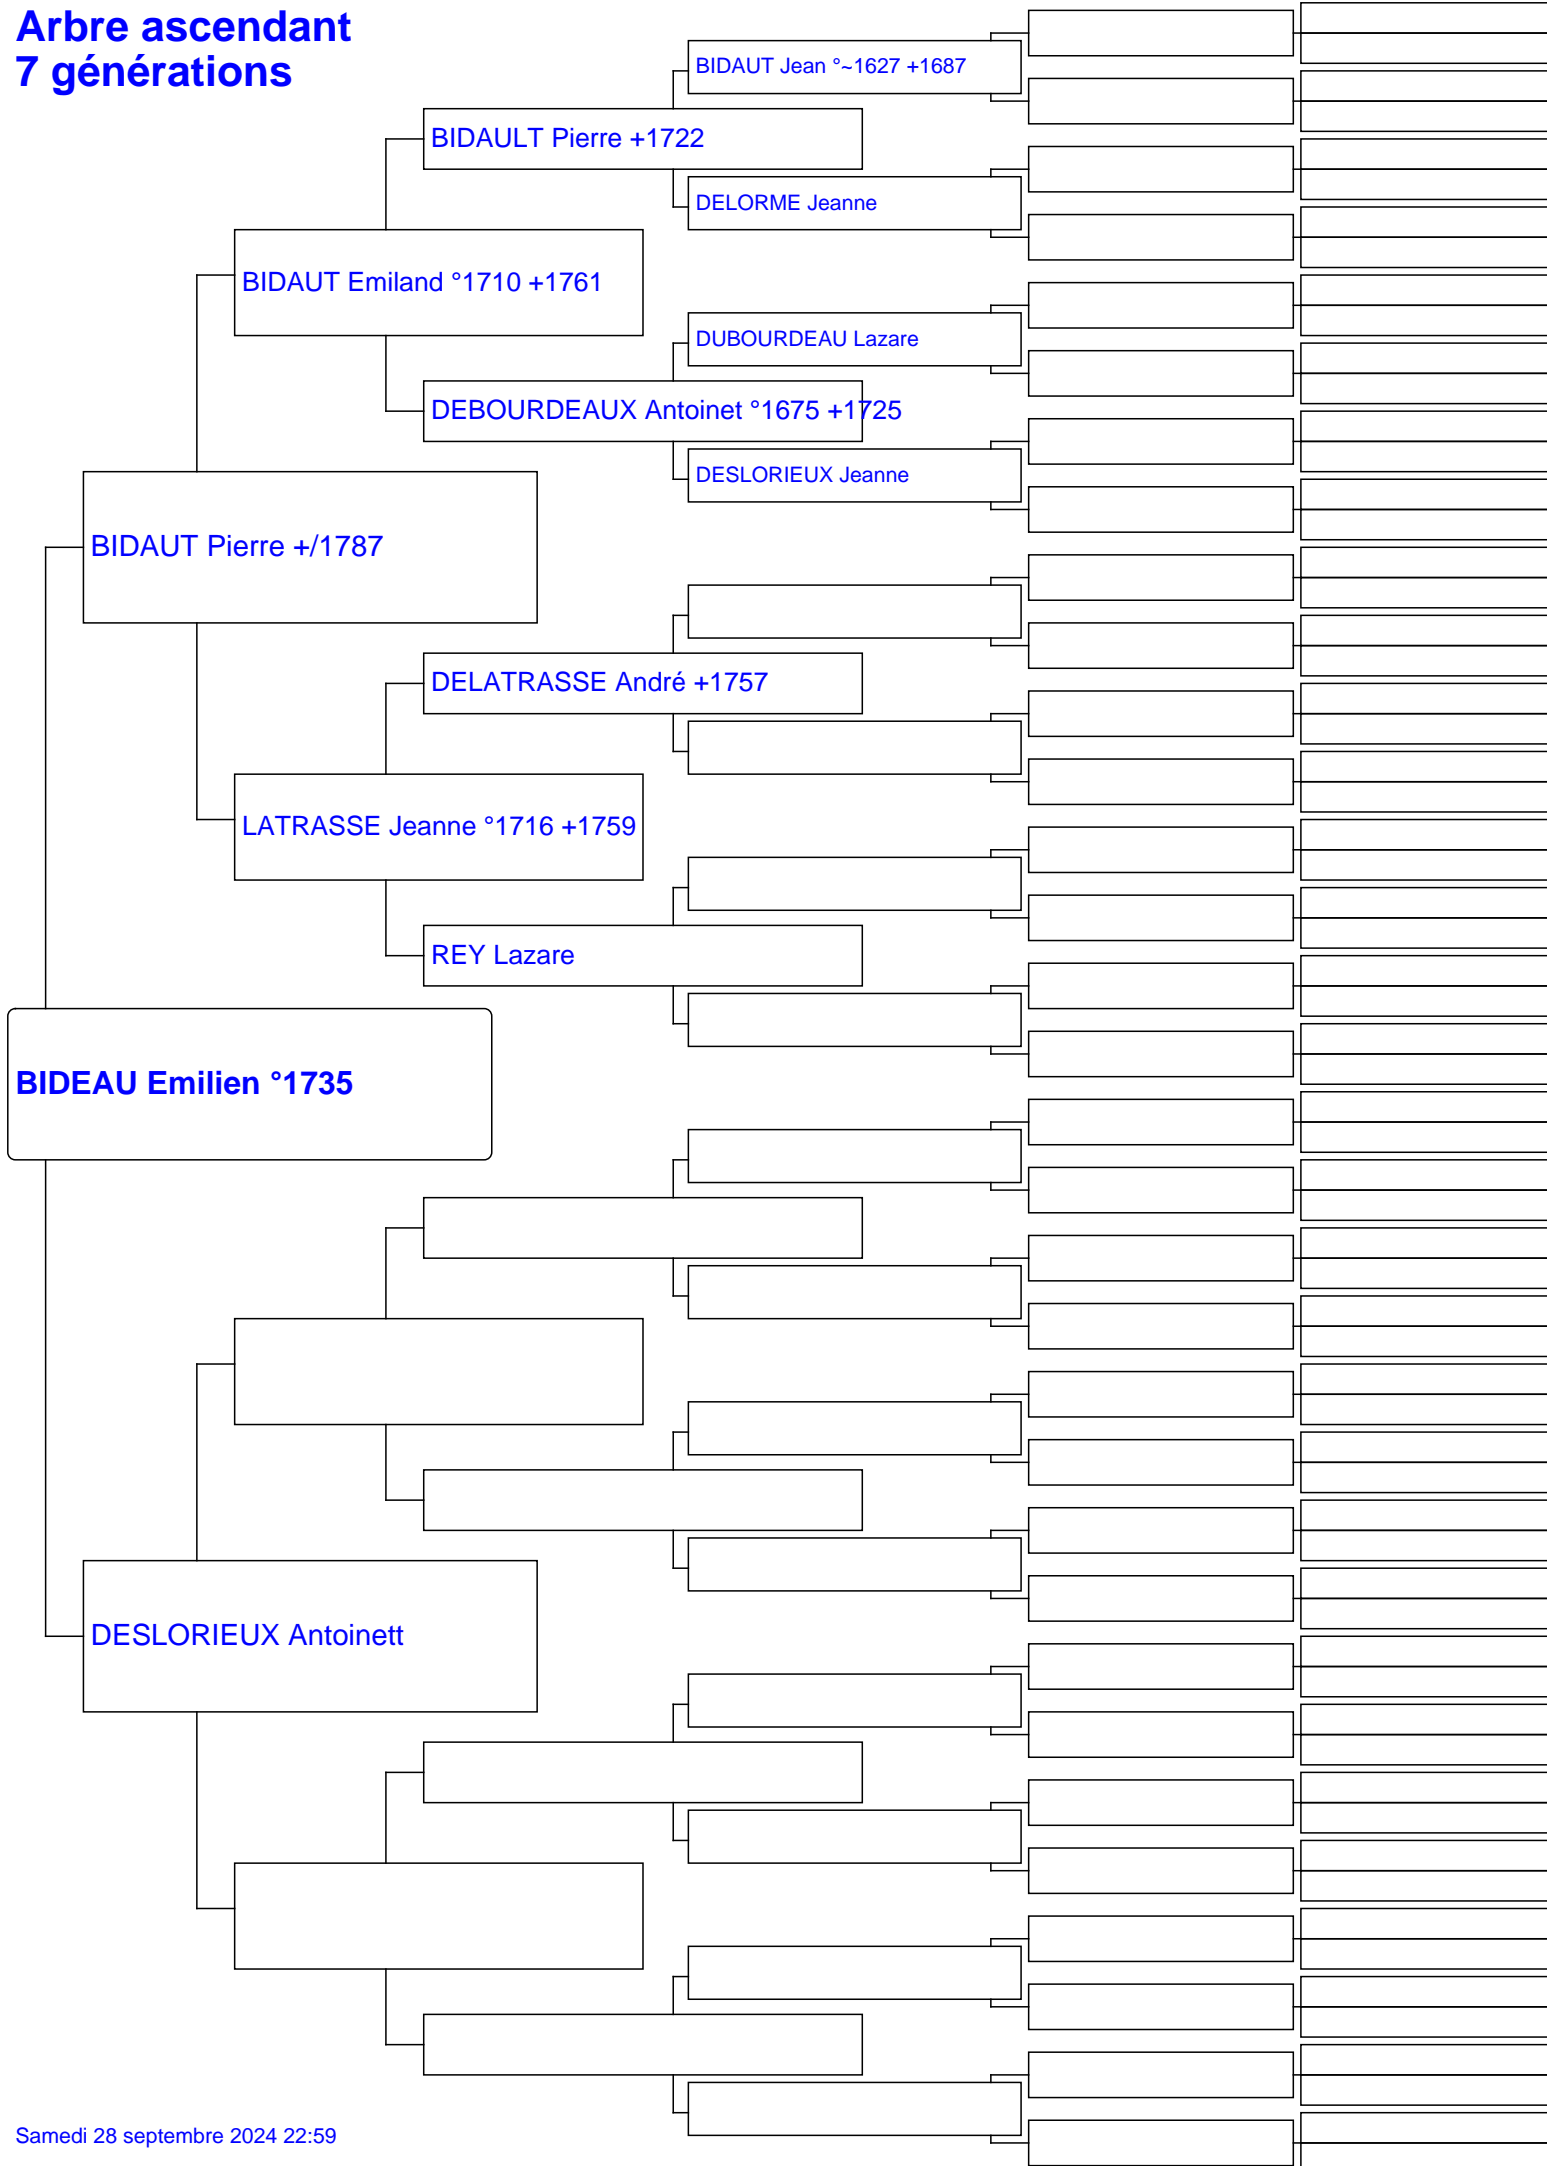 Arbre ascendant
7 générations
BIDAUT Jean °~1627 +1687
BIDAULT Pierre +1722
DELORME Jeanne
BIDAUT Emiland °1710 +1761
DUBOURDEAU Lazare
DEBOURDEAUX Antoinet °1675 +1725
DESLORIEUX Jeanne
BIDAUT Pierre +/1787
DELATRASSE André +1757
LATRASSE Jeanne °1716 +1759
REY Lazare
BIDEAU Emilien °1735
DESLORIEUX Antoinett
Samedi 28 septembre 2024 22:59